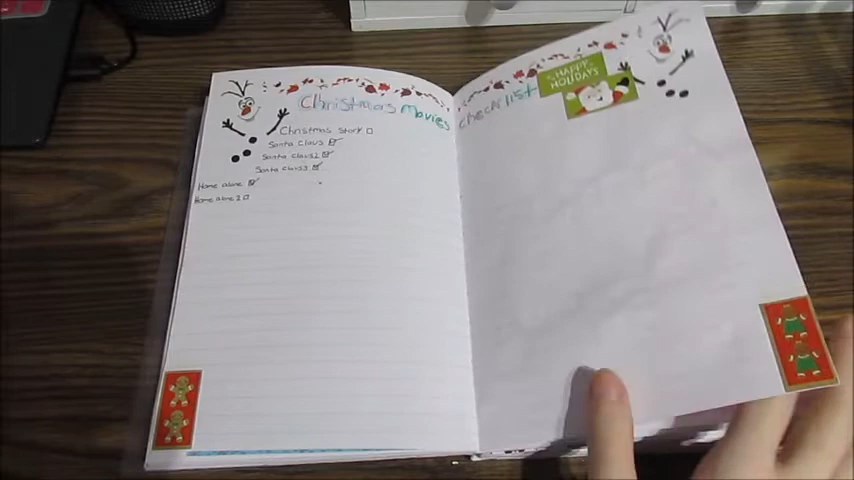 Christmas Movies
Christmas Story
Santa Claus
Santa Claus 2
Santa Claus 3
Home alone
Home alone 2
checklist
HAPPY
HOLIDAYS